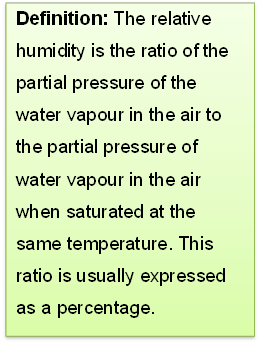 Definition: The relative
humidity is the ratio of the
partial pressure of the
water vapour in the air to
the partial pressure of
water vapour in the air
when saturated at the
same temperature. This
ratio is usually expressed
as a percentage.